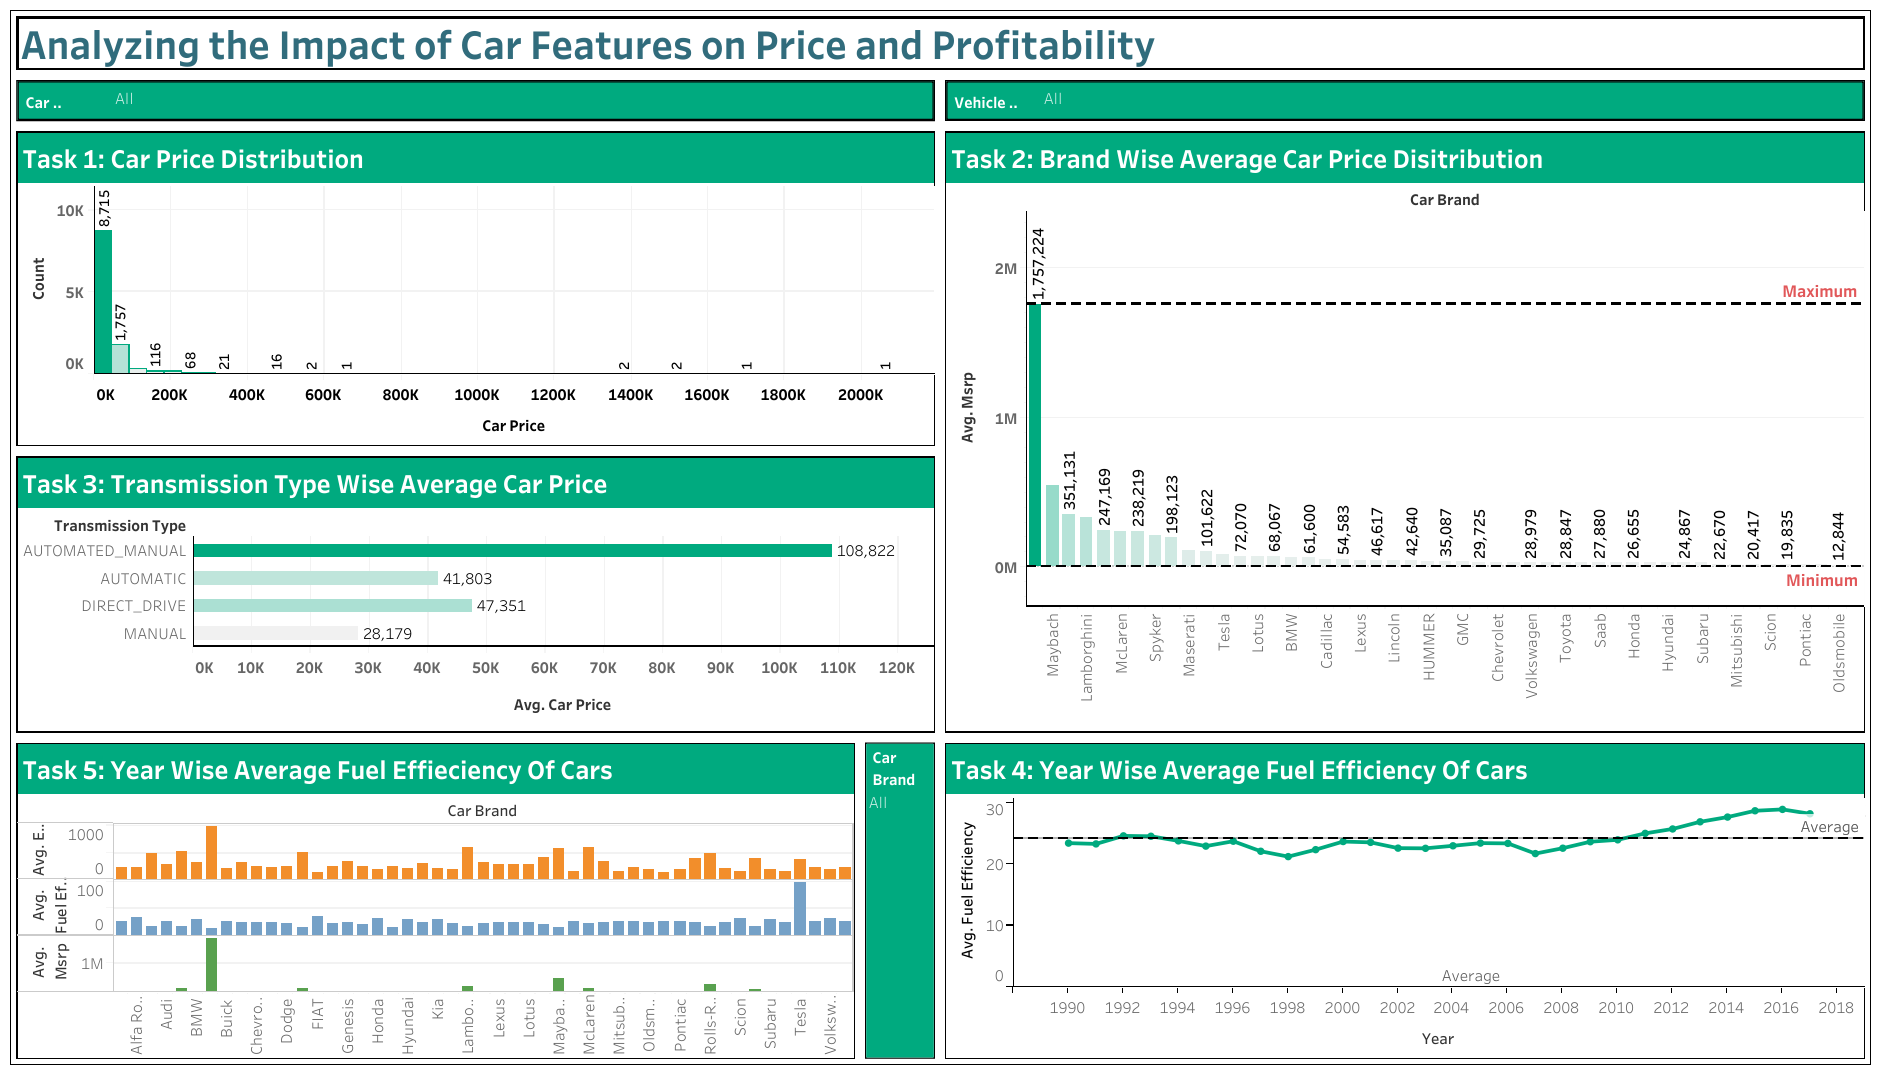 Analyzing the Impact of Car Features on Price and Profitability
Car .. All
Vehicle .. All
Task 1: Car Price Distribution
Count
10K
5K
0K
8,715
1,757
116
68
21
16
2
1
2
2
1
1
0K 200K 400K 600K 800K 1000K 1200K 1400K 1600K 1800K 2000K
Car Price
Task 2: Brand Wise Average Car Price Disitribution
Car Brand
Avg. Msrp
2M
1M
0M
Maximum
Minimum
1,757,224
351,131
247,169
238,219
198,123
101,622
72,070
68,067
61,600
54,583
46,617
42,640
35,087
29,725
28,979
28,847
27,880
26,655
24,867
22,670
20,417
19,835
12,844
Maybach
Lamborghini
McLaren
Spyker
Maserati
Tesla
Lotus
BMW
Cadillac
Lexus
Lincoln
HUMMER
GMC
Chevrolet
Volkswagen
Toyota
Saab
Honda
Hyundai
Subaru
Mitsubishi
Scion
Pontiac
Oldsmobile
Task 3: Transmission Type Wise Average Car Price
Transmission Type
AUTOMATED_MANUAL 108,822
AUTOMATIC 41,803
DIRECT_DRIVE 47,351
MANUAL 28,179
0K 10K 20K 30K 40K 50K 60K 70K 80K 90K 100K 110K 120K
Avg. Car Price
Task 5: Year Wise Average Fuel Effieciency Of Cars
Car Brand
Avg. E..
1000
0
Avg.
Fuel Ef..
100
0
Avg.
Msrp
1M
Alfa Ro..
Audi
BMW
Buick
Chevro..
Dodge
FIAT
Genesis
Honda
Hyundai
Kia
Lambo..
Lexus
Lotus
Mayba..
McLaren
Mitsub..
Oldsm..
Pontiac
Rolls-R..
Scion
Subaru
Tesla
Volksw..
Car
Brand
All
Task 4: Year Wise Average Fuel Efficiency Of Cars
Avg. Fuel Efficiency
30
20
10
0
Average
Average
1990 1992 1994 1996 1998 2000 2002 2004 2006 2008 2010 2012 2014 2016 2018
Year